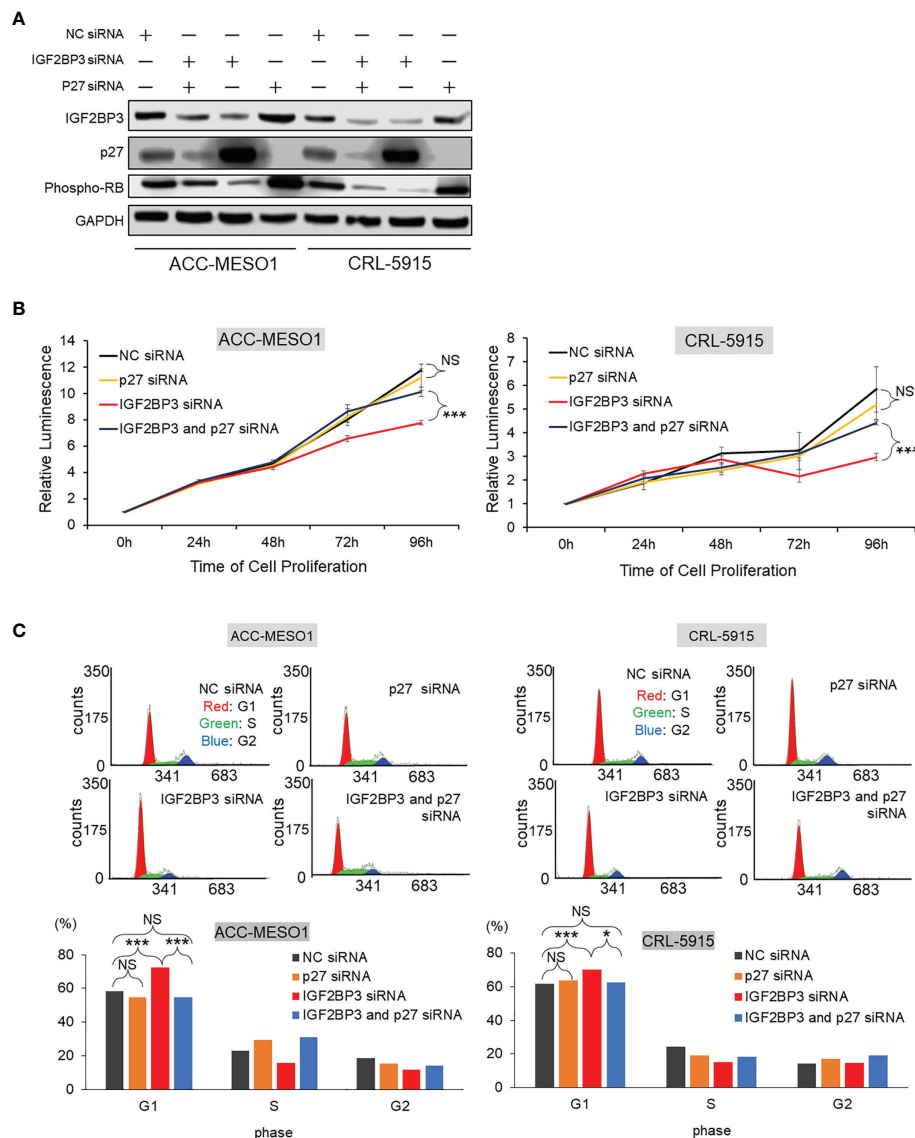 A
NC siRNA + — — — + — — —
IGF2BP3 siRNA — + + — — + + —
P27 siRNA — + — + — + — +
IGF2BP3
p27
Phospho-RB
GAPDH
ACC-MESO1 CRL-5915
B
ACC-MESO1
Relative Luminescence
14
12
10
8
6
4
2
0
NC siRNA
p27 siRNA
IGF2BP3 siRNA
IGF2BP3 and p27 siRNA
NS
***
0h 24h 48h 72h 96h
Time of Cell Proliferation
CRL-5915
Relative Luminescence
8
7
6
5
4
3
2
1
0
NC siRNA
p27 siRNA
IGF2BP3 siRNA
IGF2BP3 and p27 siRNA
NS
***
0h 24h 48h 72h 96h
Time of Cell Proliferation
C
ACC-MESO1
350
counts
175
0
NC siRNA
Red: G1
Green: S
Blue: G2
341 683
350
counts
175
0
p27 siRNA
341 683
350
counts
175
0
IGF2BP3 siRNA
341 683
350
counts
175
0
IGF2BP3 and p27
siRNA
341 683
CRL-5915
350
counts
175
0
NC siRNA
Red: G1
Green: S
Blue: G2
341 683
350
counts
175
0
p27 siRNA
341 683
350
counts
175
0
IGF2BP3 siRNA
341 683
350
counts
175
0
IGF2BP3 and p27
siRNA
341 683
(%)
ACC-MESO1
80
60
40
20
0
NS
*** ***
NS
NC siRNA
p27 siRNA
IGF2BP3 siRNA
IGF2BP3 and p27 siRNA
G1 S G2
phase
(%)
CRL-5915
100
80
60
40
20
0
NS
*** *
NS
NC siRNA
p27 siRNA
IGF2BP3 siRNA
IGF2BP3 and p27 siRNA
G1 S G2
phase